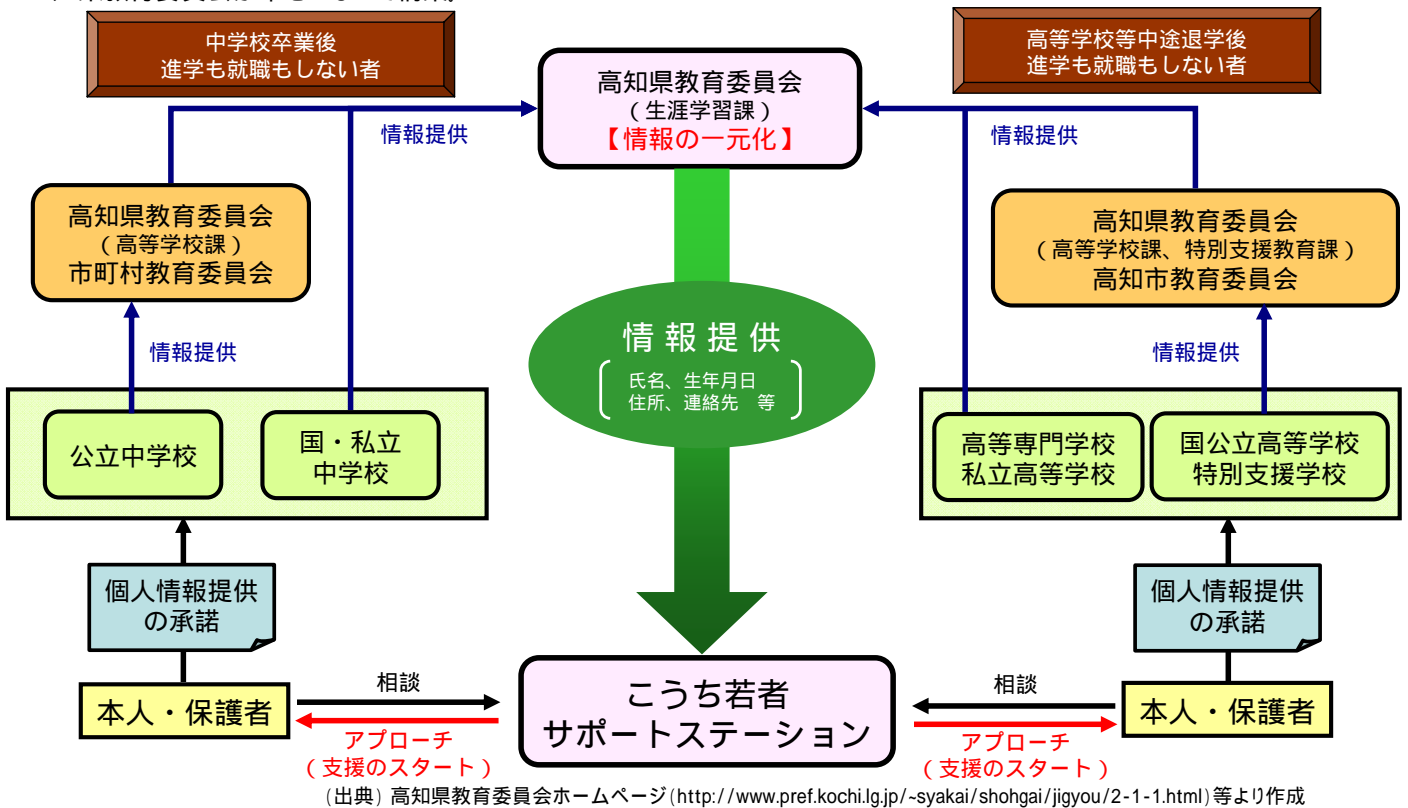 中学校卒業後
進学も就職もしない者
高等学校等中途退学後
進学も就職もしない者
高知県教育委員会
(生涯学習課)
【情報の一元化】
情報提供
情報提供
高知県教育委員会
(高等学校課)
市町村教育委員会
高知県教育委員会
(高等学校課、特別支援教育課)
高知市教育委員会
情報提供
情報提供
情報提供
氏名、生年月日
住所、連絡先 等
公立中学校
国・私立
中学校
高等専門学校
私立高等学校
国公立高等学校
特別支援学校
個人情報提供
の承諾
個人情報提供
の承諾
本人・保護者
相談
アプローチ
(支援のスタート)
こうち若者
サポートステーション
相談
アプローチ
(支援のスタート)
本人・保護者
(出典) 高知県教育委員会ホームページ(http://www.pref.kochi.lg.jp/~syakai/shohgai/jigyou/2-1-1.html)等より作成